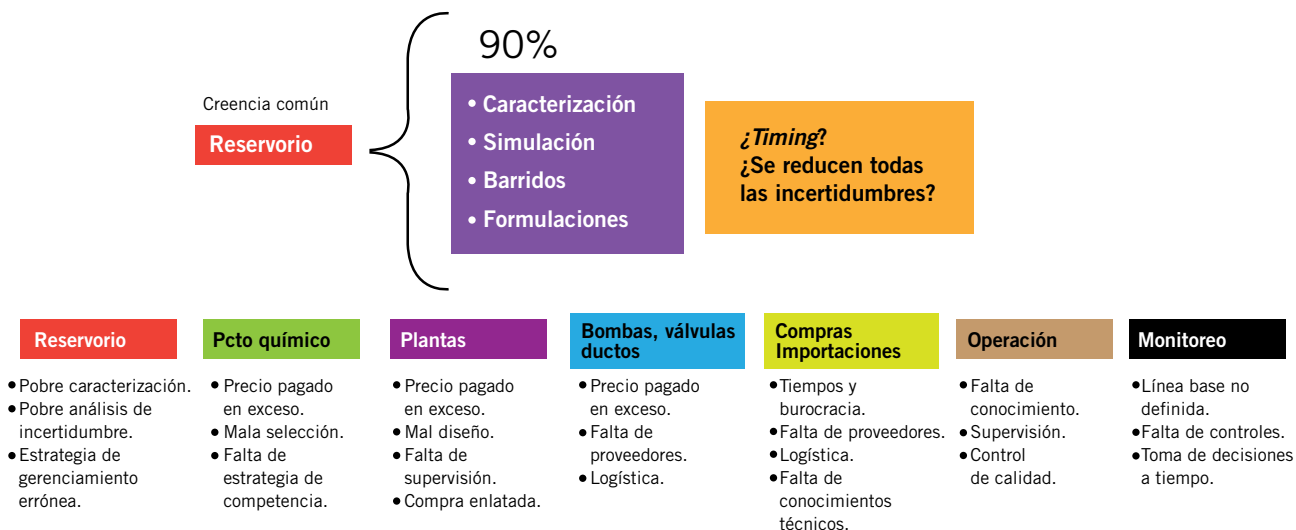 90%
Creencia común
Reservorio
• Caracterización
• Simulación
• Barridos
• Formulaciones
¿Timing?
¿Se reducen todas
las incertidumbres?
Reservorio
• Pobre caracterización.
• Pobre análisis de
incertidumbre.
• Estrategia de
gerenciamiento
errónea.
Pcto químico
• Precio pagado
en exceso.
• Mala selección.
• Falta de
estrategia de
competencia.
Plantas
• Precio pagado
en exceso.
• Mal diseño.
• Falta de
supervisión.
• Compra enlatada.
Bombas, válvulas
ductos
• Precio pagado
en exceso.
• Falta de
proveedores.
• Logística.
Compras
Importaciones
• Tiempos y
burocracia.
• Falta de proveedores.
• Logística.
• Falta de
conocimientos
técnicos.
Operación
• Falta de
conocimiento.
• Supervisión.
• Control
de calidad.
Monitoreo
• Línea base no
definida.
• Falta de controles.
• Toma de decisiones
a tiempo.